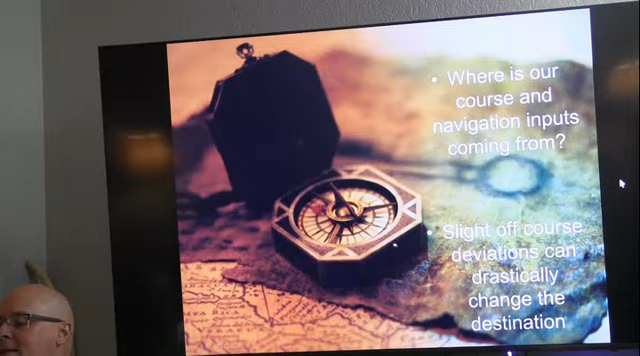 • Where is our
course and
navigation inputs
coming from?
• Slight off course
deviations can
drastically
change the
destination